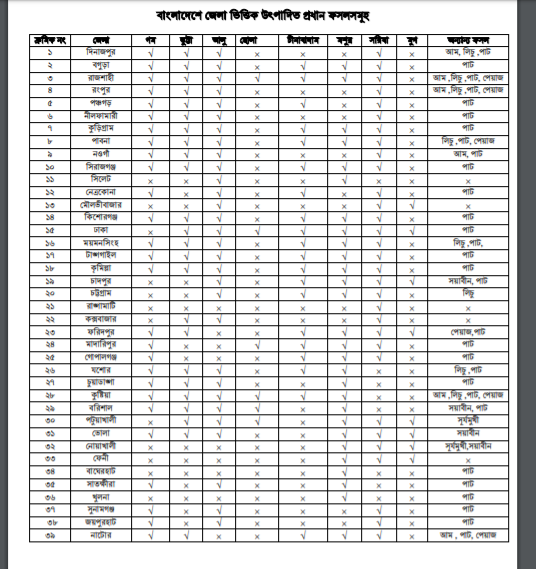 বাংলাদেশে জেলা ভিত্তিক উৎপাদিত প্রধান ফসলসমূহ
ক্রমিক নং জেলা গম ভুট্টা আলু ছোলা চীনাবাদাম মশুর সরিষা মুগ অন্যান্য ফসল
১ দিনাজপুর √ √ √ × × × √ × আম, লিচু ,পাট
২ বগুড়া √ √ √ × √ √ √ × পাট
৩ রাজশাহী √ √ √ √ √ √ √ × আম ,লিচু ,পাট, পেয়াজ
৪ রংপুর √ √ √ × × × √ × আম ,লিচু ,পাট, পেয়াজ
৫ পঞ্চগড় √ √ √ × √ × √ × পাট
৬ নীলফামারী √ √ √ × × × √ × পাট
৭ কুড়িগ্রাম √ √ √ × √ √ √ × পাট
৮ পাবনা √ √ √ × √ √ √ × লিচু ,পাট, পেয়াজ
৯ নওগাঁ √ √ √ × × × √ × আম, পাট
১০ সিরাজগঞ্জ √ √ √ × √ √ √ × পাট
১১ সিলেট × × √ × × √ × × ×
১২ নেত্রকোনা √ × √ × √ × √ × পাট
১৩ মৌলভীবাজার × × √ × × × √ √ ×
১৪ কিশোরগঞ্জ √ √ √ × √ √ √ × পাট
১৫ ঢাকা × √ √ √ √ √ √ √ পাট
১৬ ময়মনসিংহ √ √ √ × √ √ √ × লিচু ,পাট,
১৭ টাঙ্গাগাইল √ √ √ × √ √ √ × পাট
১৮ কুমিল্লা √ √ √ × √ √ √ × পাট
১৯ চাদপুর × × √ × √ √ √ √ সয়াবীন, পাট
২০ চট্টগ্রাম × × √ × √ √ √ × লিচু
২১ রাঙ্গামাটি × × × × × × √ × ×
২২ কক্সবাজার × √ √ × × × √ × ×
২৩ ফরিদপুর √ √ × × √ √ √ √ পেয়াজ,পাট
২৪ মাদারিপুর √ × × √ √ √ √ × পাট
২৫ গোপালগঞ্জ √ × × × √ √ √ × পাট
২৬ যশোর √ √ √ × × √ √ × লিচু ,পাট
২৭ চুয়াডাঙ্গা √ √ √ × × √ √ × পাট
২৮ কুষ্টিয়া √ √ √ √ √ √ × × আম ,লিচু ,পাট, পেয়াজ
২৯ বরিশাল √ √ √ √ × √ × × সয়াবীন, পাট
৩০ পটুয়াখালী × × √ √ × √ √ √ সূর্যমুখী
৩১ ভোলা √ √ √ × × √ √ √ সয়াবীন
৩২ নোয়াখালী × × × × × √ √ √ সূর্যমুখী,সয়াবীন
৩৩ ফেনী × × × × × √ √ √ ×
৩৪ বাঘেরহাট × × × × × √ × × পাট
৩৫ সাতক্ষীরা √ × √ × × √ √ × পাট
৩৬ খুলনা × × × × × √ × × পাট
৩৭ সুনামগঞ্জ √ × √ × × × √ × পাট
৩৮ জয়পুরহাট √ × √ × × × √ × পাট
৩৯ নাটোর √ √ × × √ √ √ × আম , পাট, পেয়াজ